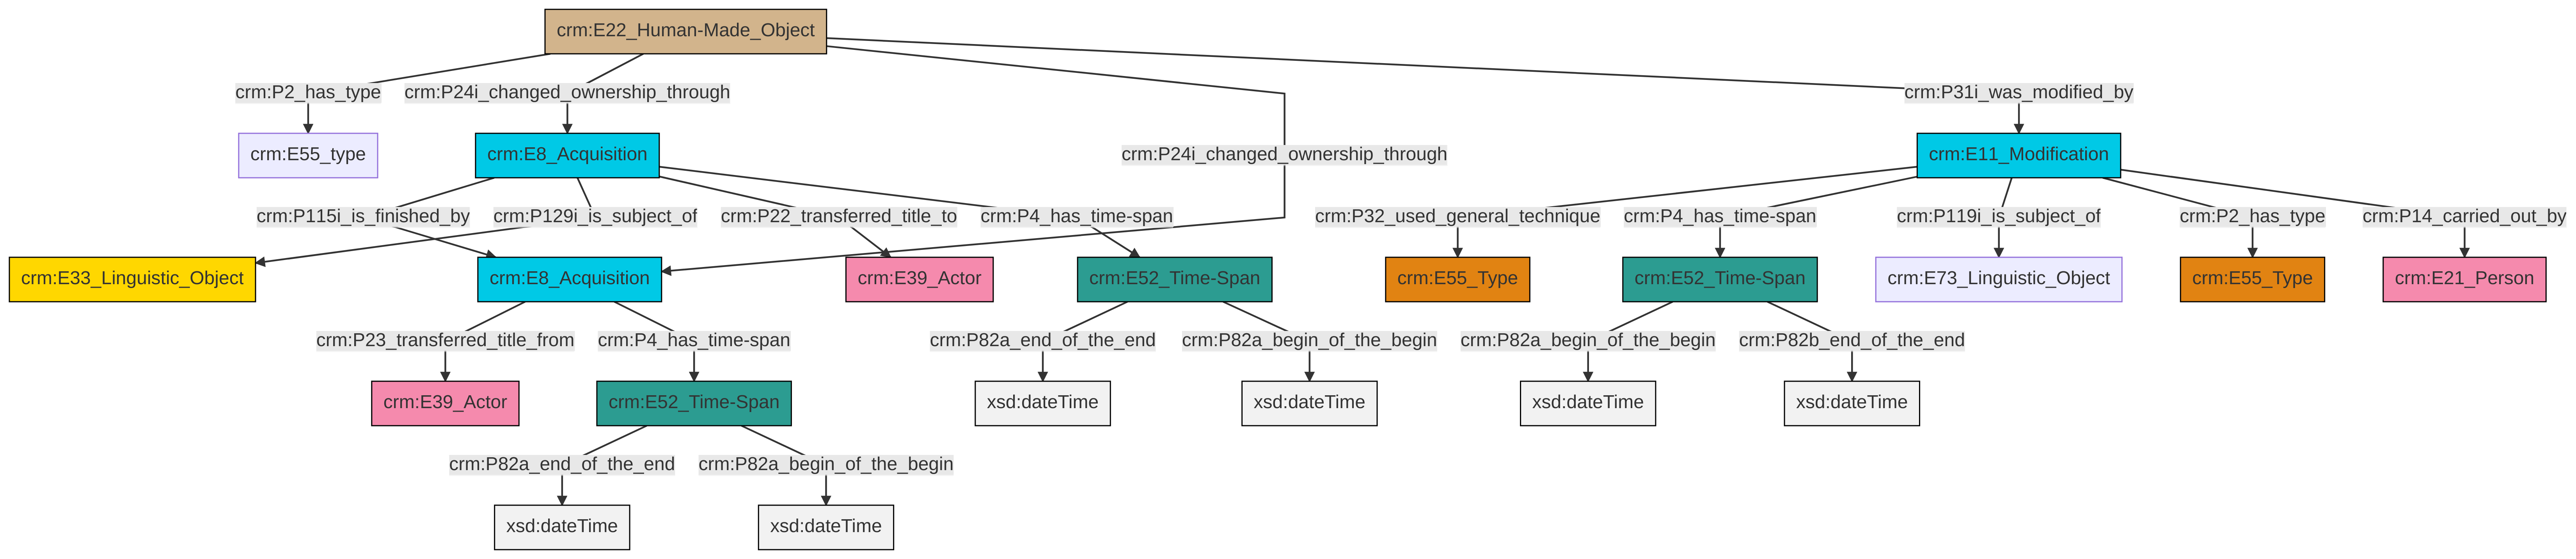 crm:E22_Human-Made_Object
crm:P2_has_type
crm:P24i_changed_ownership_through
crm:P31i_was_modified_by
crm:E55_type
crm:E8_Acquisition
crm:P24i_changed_ownership_through
crm:E11_Modification
crm:P115i_is_finished_by
crm:P129i_is_subject_of
crm:P22_transferred_title_to
crm:P4_has_time-span
crm:P32_used_general_technique
crm:P4_has_time-span
crm:P119i_is_subject_of
crm:P2_has_type
crm:P14_carried_out_by
crm:E33_Linguistic_Object
crm:E8_Acquisition
crm:E39_Actor
crm:E52_Time-Span
crm:E55_Type
crm:E52_Time-Span
crm:E73_Linguistic_Object
crm:E55_Type
crm:E21_Person
crm:P23_transferred_title_from
crm:P4_has_time-span
crm:P82a_end_of_the_end
crm:P82a_begin_of_the_begin
crm:P82a_begin_of_the_begin
crm:P82b_end_of_the_end
crm:E39_Actor
crm:E52_Time-Span
xsd:dateTime
xsd:dateTime
xsd:dateTime
xsd:dateTime
crm:P82a_end_of_the_end
crm:P82a_begin_of_the_begin
xsd:dateTime
xsd:dateTime